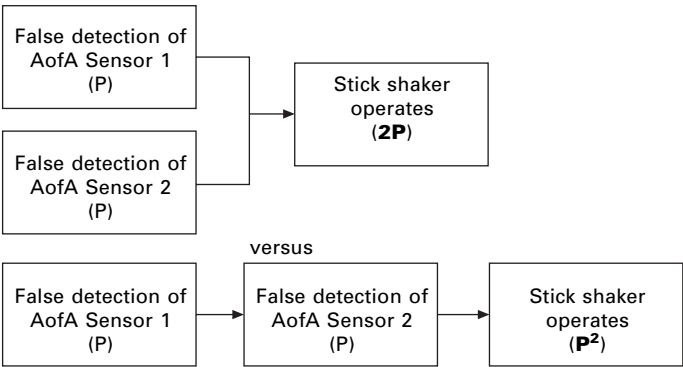 False detection of
AofA Sensor 1
(P)
Stick shaker
operates
(2P)
False detection of
AofA Sensor 2
(P)
versus
False detection of
AofA Sensor 1
(P)
False detection of
AofA Sensor 2
(P)
Stick shaker
operates
(P²)